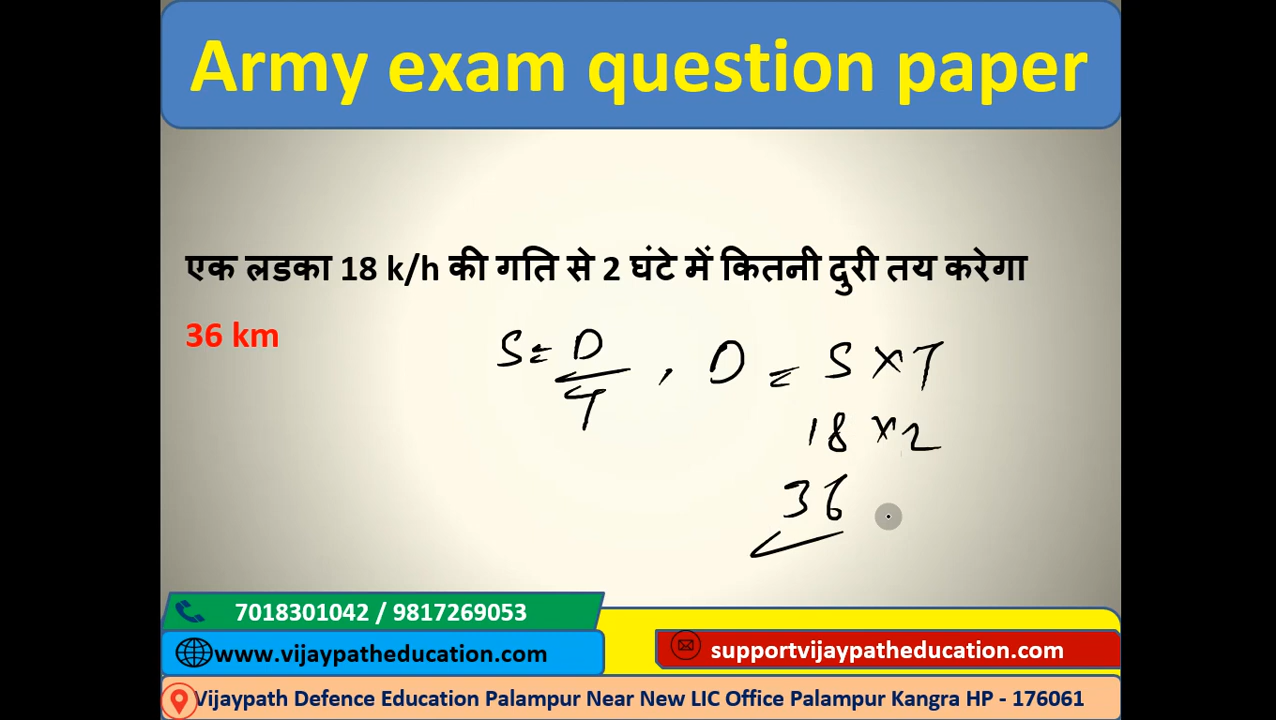 Army exam question paper
एक लडका 18 k/h की गति से 2 घंटे में कितनी दुरी तय करेगा
36 km
S = D / T , D = S × T
18 × 2
36
7018301042 / 9817269053
www.vijaypatheducation.com
supportvijaypatheducation.com
Vijaypath Defence Education Palampur Near New LIC Office Palampur Kangra HP - 176061